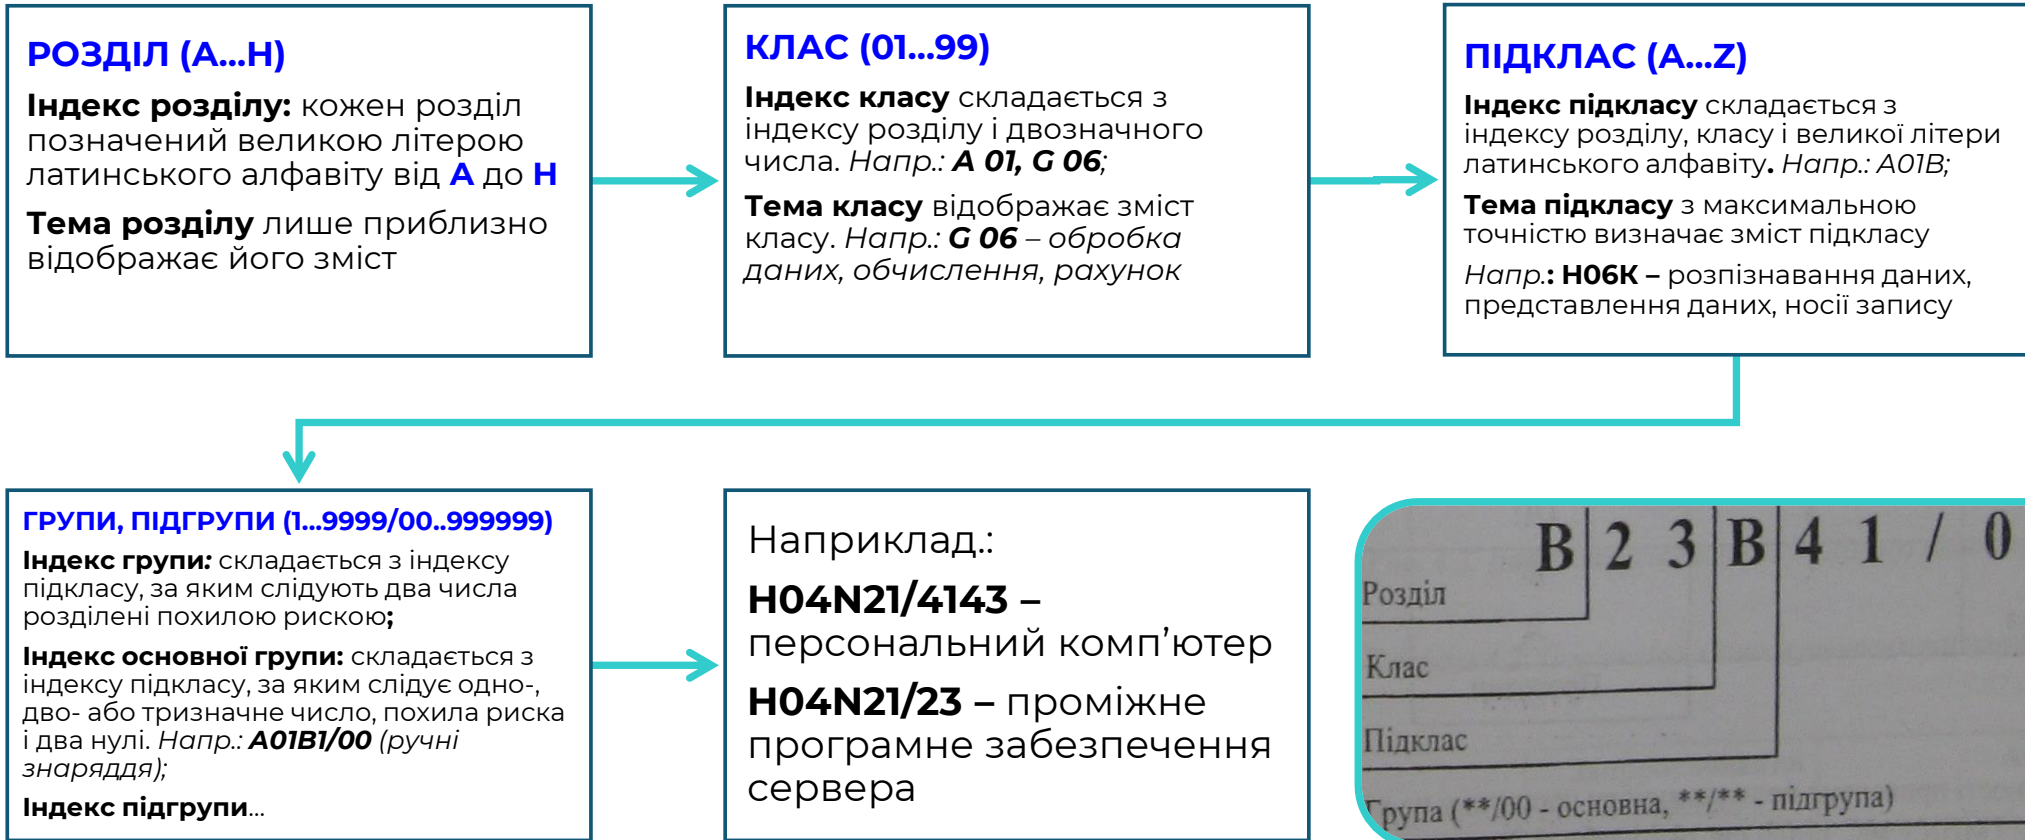 РОЗДІЛ (A...H)
Індекс розділу: кожен розділ
позначений великою літерою
латинського алфавіту від A до H
Тема розділу лише приблизно
відображає його зміст
КЛАС (01...99)
Індекс класу складається з
індексу розділу і двозначного
числа. Напр.: A 01, G 06;
Тема класу відображає зміст
класу. Напр.: G 06 – обробка
даних, обчислення, рахунок
ПІДКЛАС (A...Z)
Індекс підкласу складається з
індексу розділу, класу і великої літери
латинського алфавіту. Напр.: A01B;
Тема підкласу з максимальною
точністю визначає зміст підкласу
Напр.: H06K – розпізнавання даних,
представлення даних, носії запису
ГРУПИ, ПІДГРУПИ (1...9999/00..999999)
Індекс групи: складається з індексу
підкласу, за яким слідують два числа
розділені похилою рискою;
Індекс основної групи: складається з
індексу підкласу, за яким слідує одно-,
дво- або тризначне число, похила риска
і два нулі. Напр.: A01B1/00 (ручні
знаряддя);
Індекс підгрупи...
Наприклад.:
H04N21/4143 –
персональний комп’ютер
H04N21/23 – проміжне
програмне забезпечення
сервера
B 2 3 B 4 1 / 0
Розділ
Клас
Підклас
Група (**/00 - основна, **/** - підгрупа)